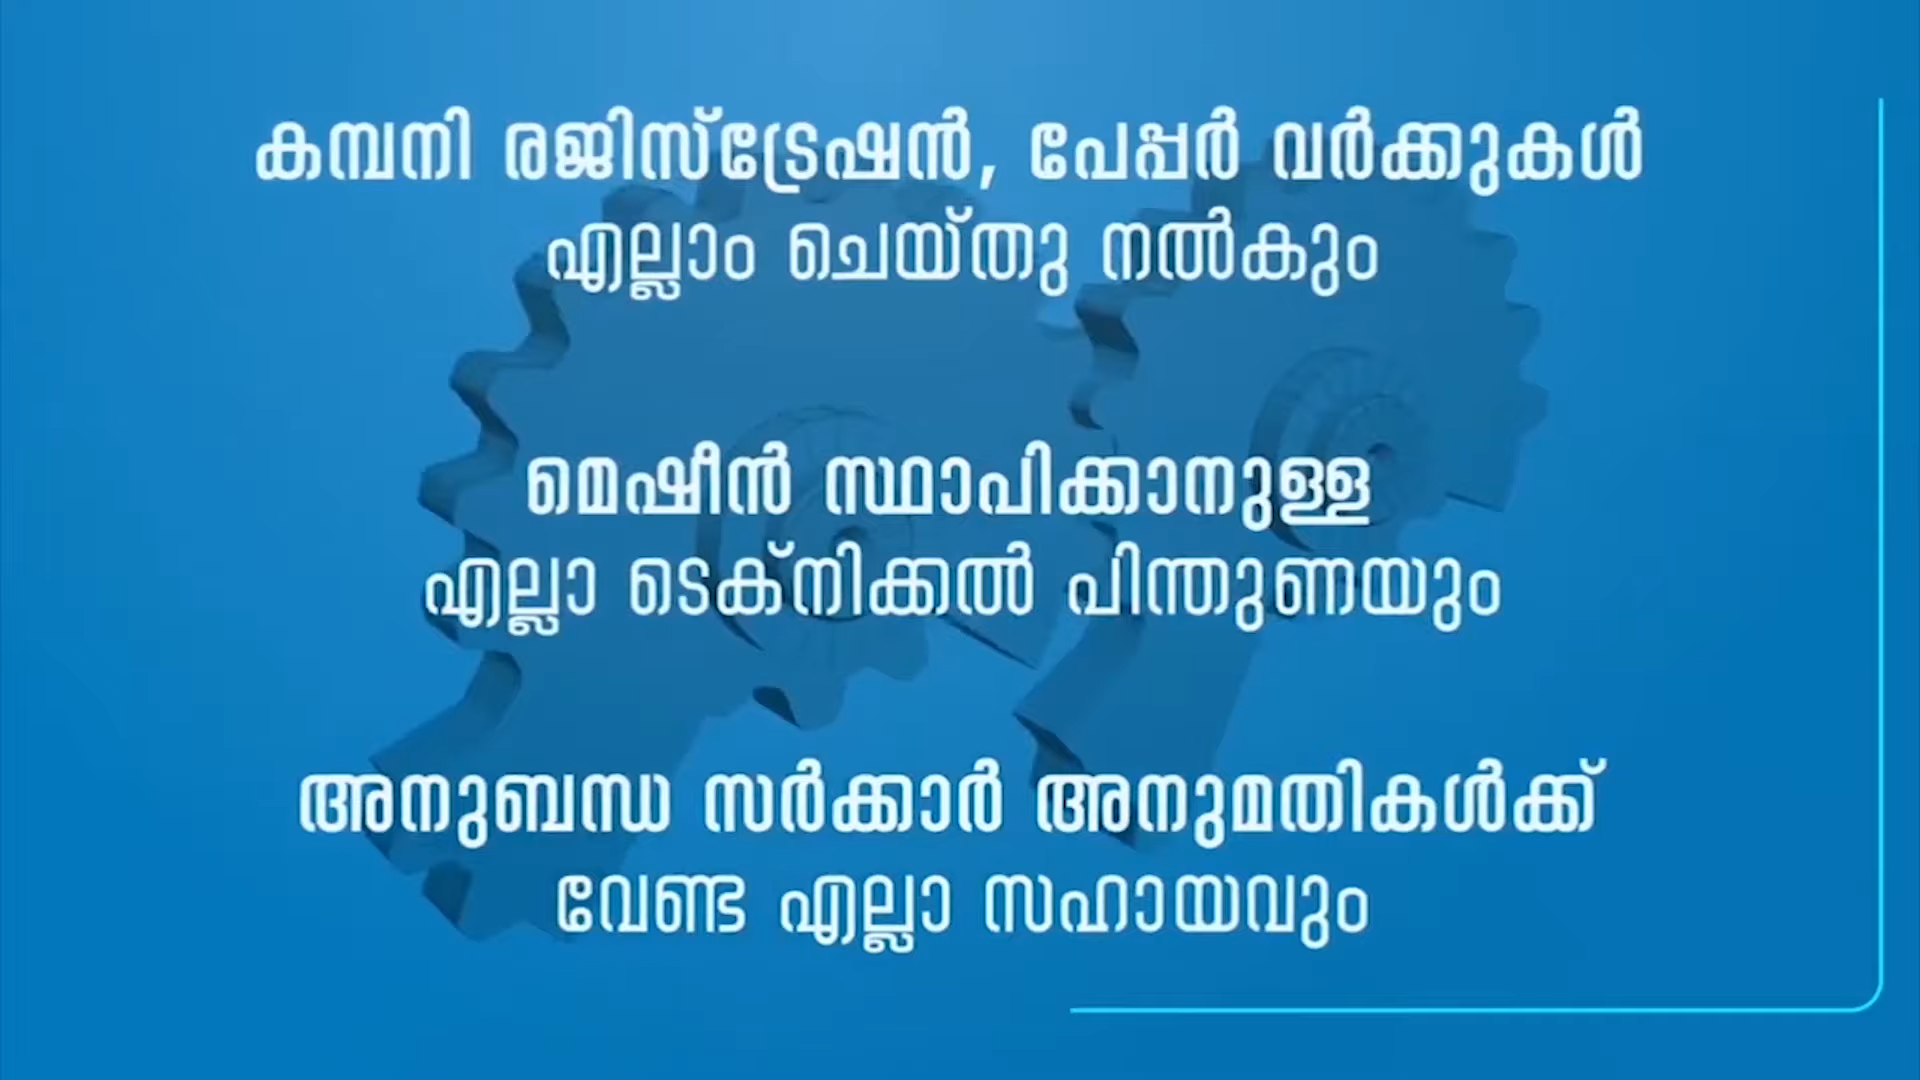 കമ്പനി രജിസ്ട്രേഷൻ, പേപ്പർ വർക്കുകൾ
എല്ലാം ചെയ്തു നൽകും
മെഷീൻ സ്ഥാപിക്കാനുള്ള
എല്ലാ ടെക്നിക്കൽ പിന്തുണയും
അനുബന്ധ സർക്കാർ അനുമതികൾക്ക്
വേണ്ട എല്ലാ സഹായവും